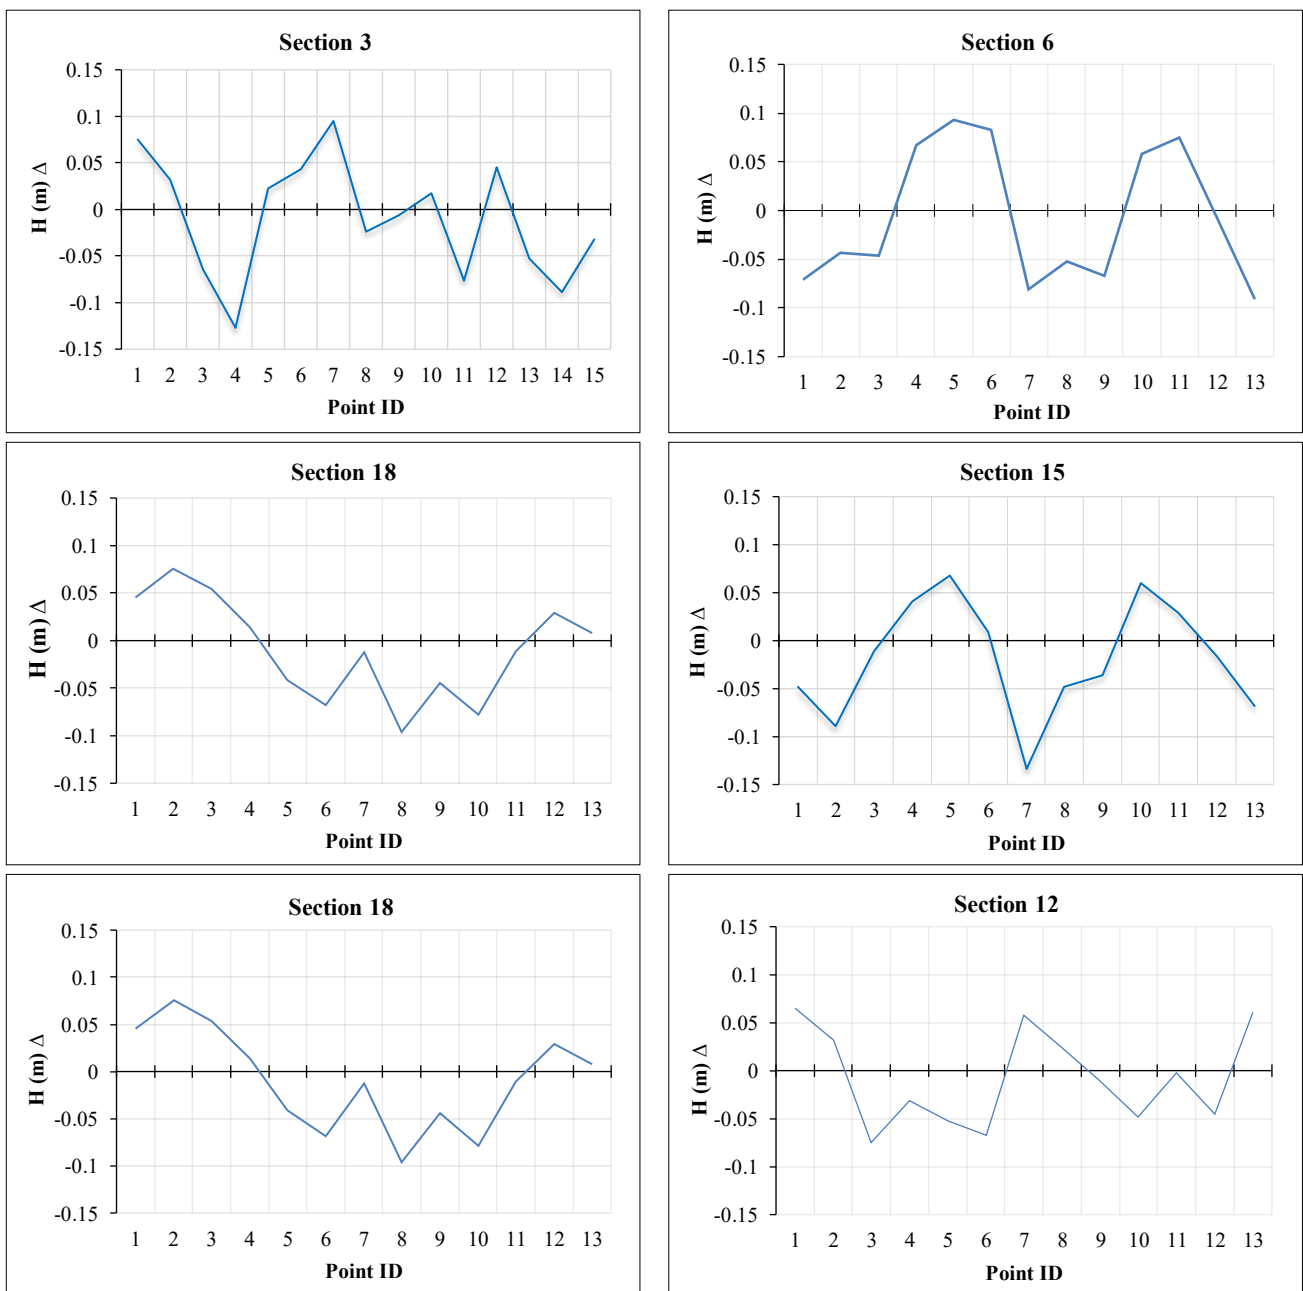 Section 3
0.15
0.1
0.05
0
-0.05
-0.1
-0.15
H (m) Δ
1 2 3 4 5 6 7 8 9 10 11 12 13 14 15
Point ID
Section 6
0.15
0.1
0.05
0
-0.05
-0.1
-0.15
H (m) Δ
1 2 3 4 5 6 7 8 9 10 11 12 13
Point ID
Section 18
0.15
0.1
0.05
0
-0.05
-0.1
-0.15
H (m) Δ
1 2 3 4 5 6 7 8 9 10 11 12 13
Point ID
Section 15
0.15
0.1
0.05
0
-0.05
-0.1
-0.15
H (m) Δ
1 2 3 4 5 6 7 8 9 10 11 12 13
Point ID
Section 18
0.15
0.1
0.05
0
-0.05
-0.1
-0.15
H (m) Δ
1 2 3 4 5 6 7 8 9 10 11 12 13
Point ID
Section 12
0.15
0.1
0.05
0
-0.05
-0.1
-0.15
H (m) Δ
1 2 3 4 5 6 7 8 9 10 11 12 13
Point ID